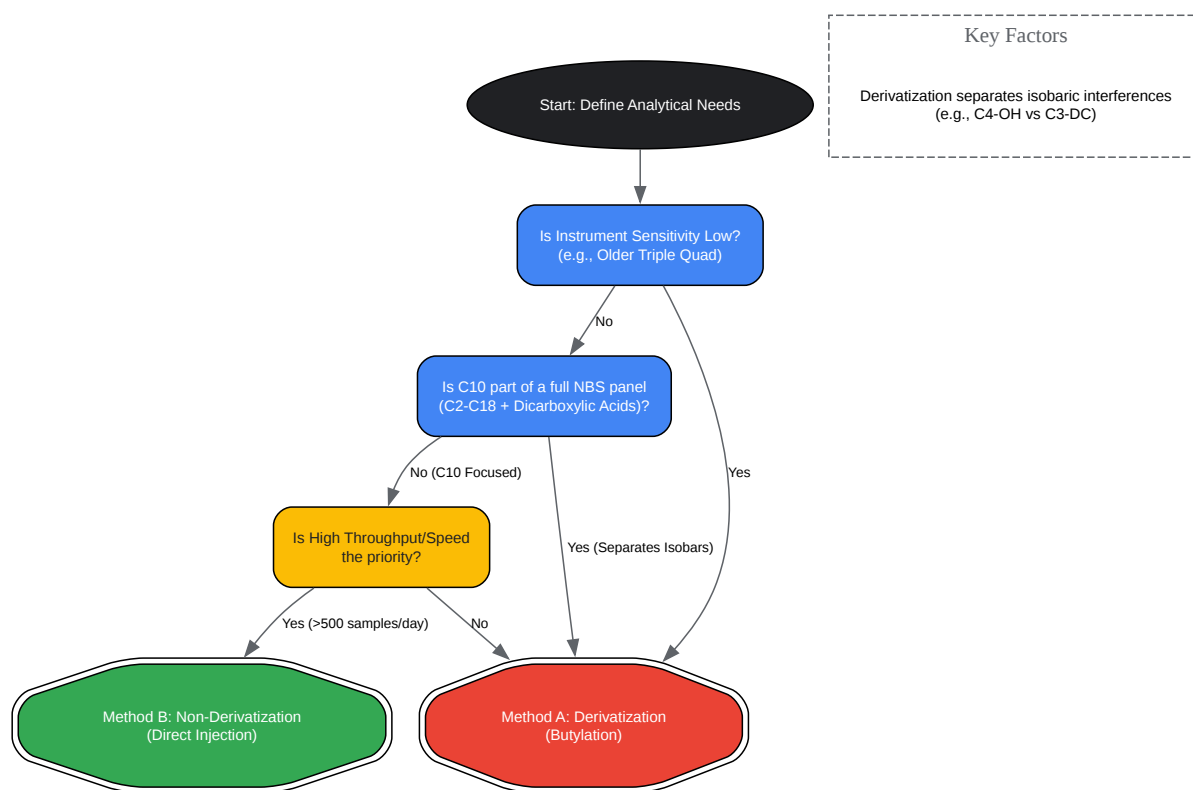 Key Factors
Derivatization separates isobaric interferences
(e.g., C4-OH vs C3-DC)
Start: Define Analytical Needs
Is Instrument Sensitivity Low?
(e.g., Older Triple Quad)
No
Is C10 part of a full NBS panel
(C2-C18 + Dicarboxylic Acids)?
No (C10 Focused)
Yes
Is High Throughput/Speed
the priority?
Yes (Separates Isobars)
Yes (>500 samples/day)
No
Method B: Non-Derivatization
(Direct Injection)
Method A: Derivatization
(Butylation)